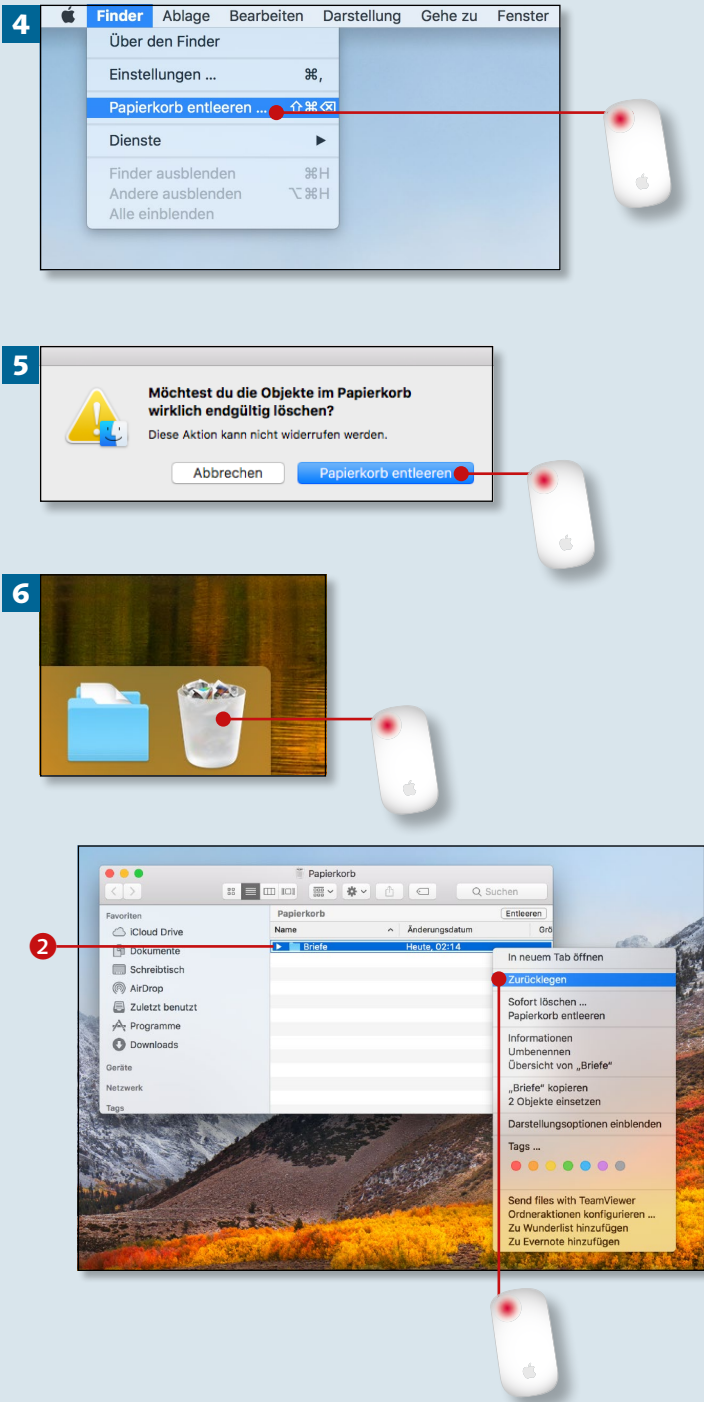 4
Finder Ablage Bearbeiten Darstellung Gehe zu Fenster
Über den Finder
Einstellungen ... ⌘,
Papierkorb entleeren ... ⇧⌘⌫
Dienste ▶
Finder ausblenden ⌘H
Andere ausblenden ⌥⌘H
Alle einblenden
5
Möchtest du die Objekte im Papierkorb
wirklich endgültig löschen?
Diese Aktion kann nicht widerrufen werden.
Abbrechen Papierkorb entleeren
6
Papierkorb
Suchen
Favoriten
iCloud Drive
Dokumente
Schreibtisch
AirDrop
Zuletzt benutzt
Programme
Downloads
Geräte
Netzwerk
Tags
Papierkorb Entleeren
Name Änderungsdatum Grö
2
Briefe Heute, 02:14
In neuem Tab öffnen
Zurücklegen
Sofort löschen ...
Papierkorb entleeren
Informationen
Umbenennen
Übersicht von „Briefe“
„Briefe“ kopieren
2 Objekte einsetzen
Darstellungsoptionen einblenden
Tags ...
Send files with TeamViewer
Ordneraktionen konfigurieren ...
Zu Wunderlist hinzufügen
Zu Evernote hinzufügen